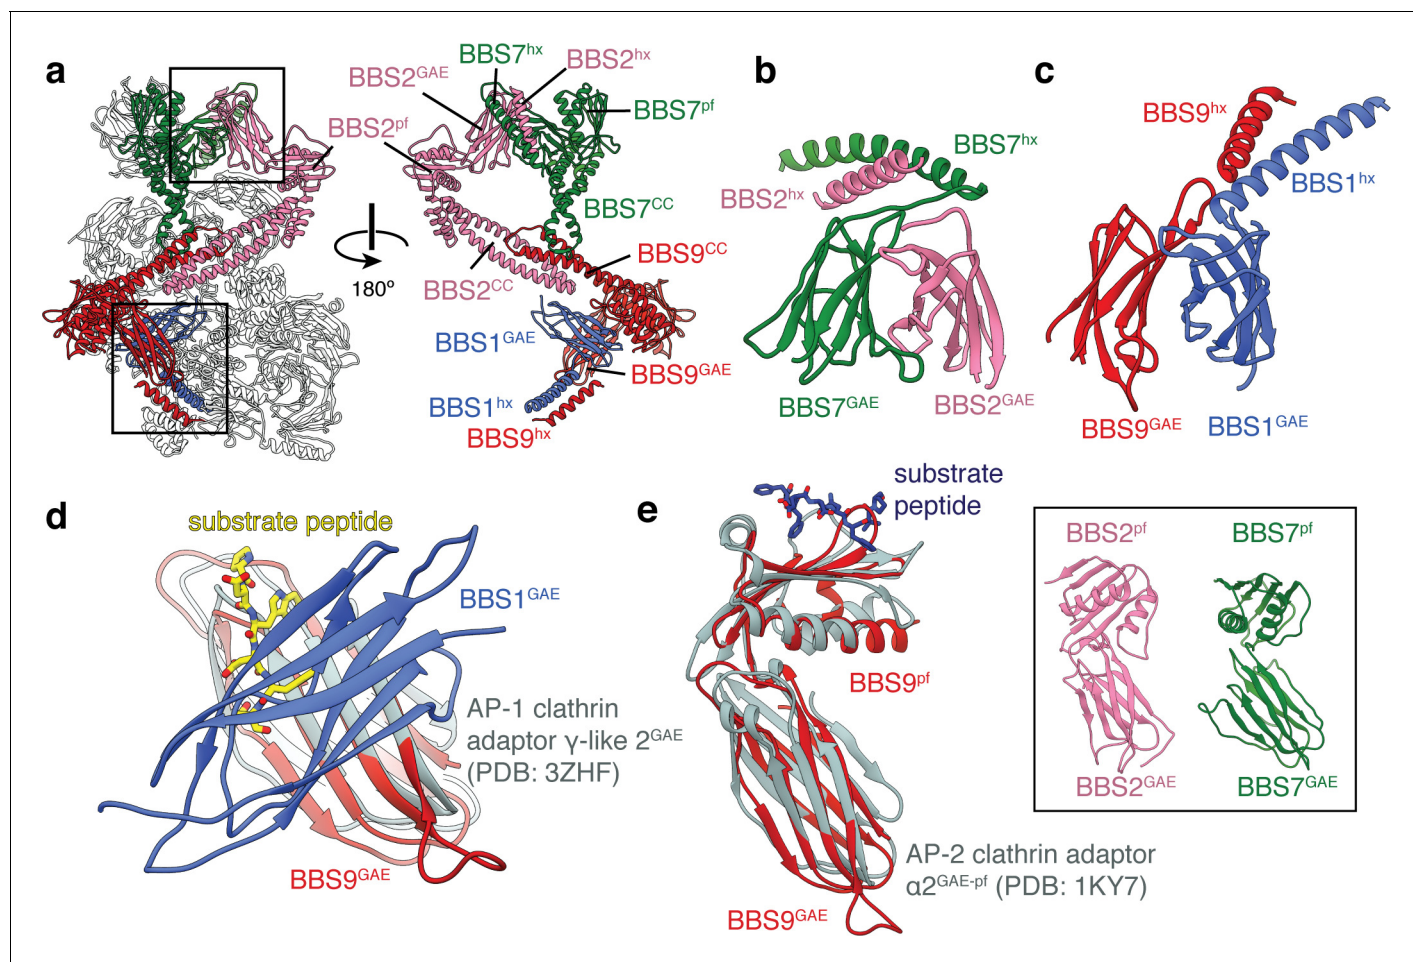 a
BBS7hx
BBS2hx
BBS2GAE
BBS7pf
BBS2pf
BBS7CC
BBS9CC
180º
BBS2CC
BBS1GAE
BBS9GAE
BBS1hx
BBS9hx
b
BBS7hx
BBS2hx
BBS7GAE
BBS2GAE
c
BBS9hx
BBS1hx
BBS9GAE
BBS1GAE
d
substrate peptide
BBS1GAE
AP-1 clathrin
adaptor γ-like 2GAE
(PDB: 3ZHF)
BBS9GAE
e
substrate
peptide
BBS9pf
AP-2 clathrin adaptor
α2GAE-pf (PDB: 1KY7)
BBS9GAE
BBS2pf
BBS7pf
BBS2GAE
BBS7GAE